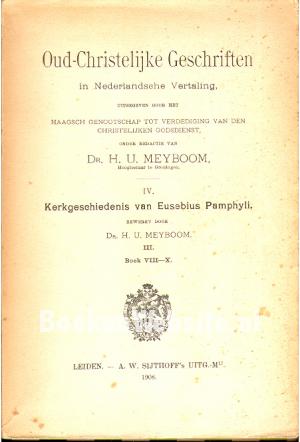 Oud-Christelijke Geschriften
in Nederlandsche Vertaling,
UITGEGEVEN DOOR HET
HAAGSCH GENOOTSCHAP TOT VERDEDIGING VAN DEN
CHRISTELIJKEN GODSDIENST,
ONDER REDACTIE VAN
DR. H. U. MEYBOOM,
Hoogleeraar te Groningen.
IV.
Kerkgeschiedenis van Eusebius Pamphyli,
BEWERKT DOOR
DR. H. U. MEYBOOM.
III.
Boek VIII—X.
LEIDEN. — A. W. SIJTHOFF's UITG.-Mij.
1908.